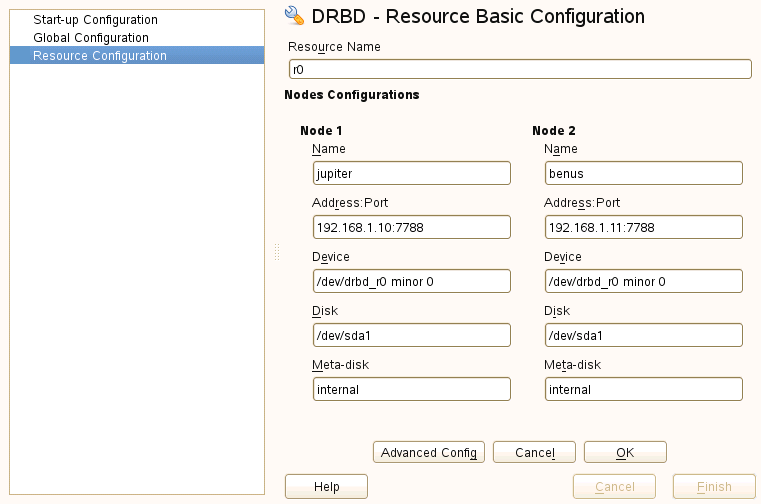 Start-up Configuration
Global Configuration
Resource Configuration
DRBD - Resource Basic Configuration
Resource Name
r0
Nodes Configurations
Node 1
Name
jupiter
Address:Port
192.168.1.10:7788
Device
/dev/drbd_r0 minor 0
Disk
/dev/sda1
Meta-disk
internal
Node 2
Name
benus
Address:Port
192.168.1.11:7788
Device
/dev/drbd_r0 minor 0
Disk
/dev/sda1
Meta-disk
internal
Advanced Config
Cancel
OK
Help
Cancel
Finish